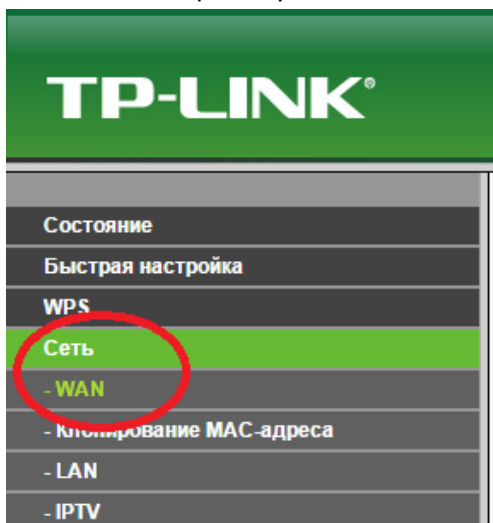 TP-LINK®
Состояние
Быстрая настройка
WPS
Сеть
- WAN
- Клонирование MAC-адреса
- LAN
- IPTV